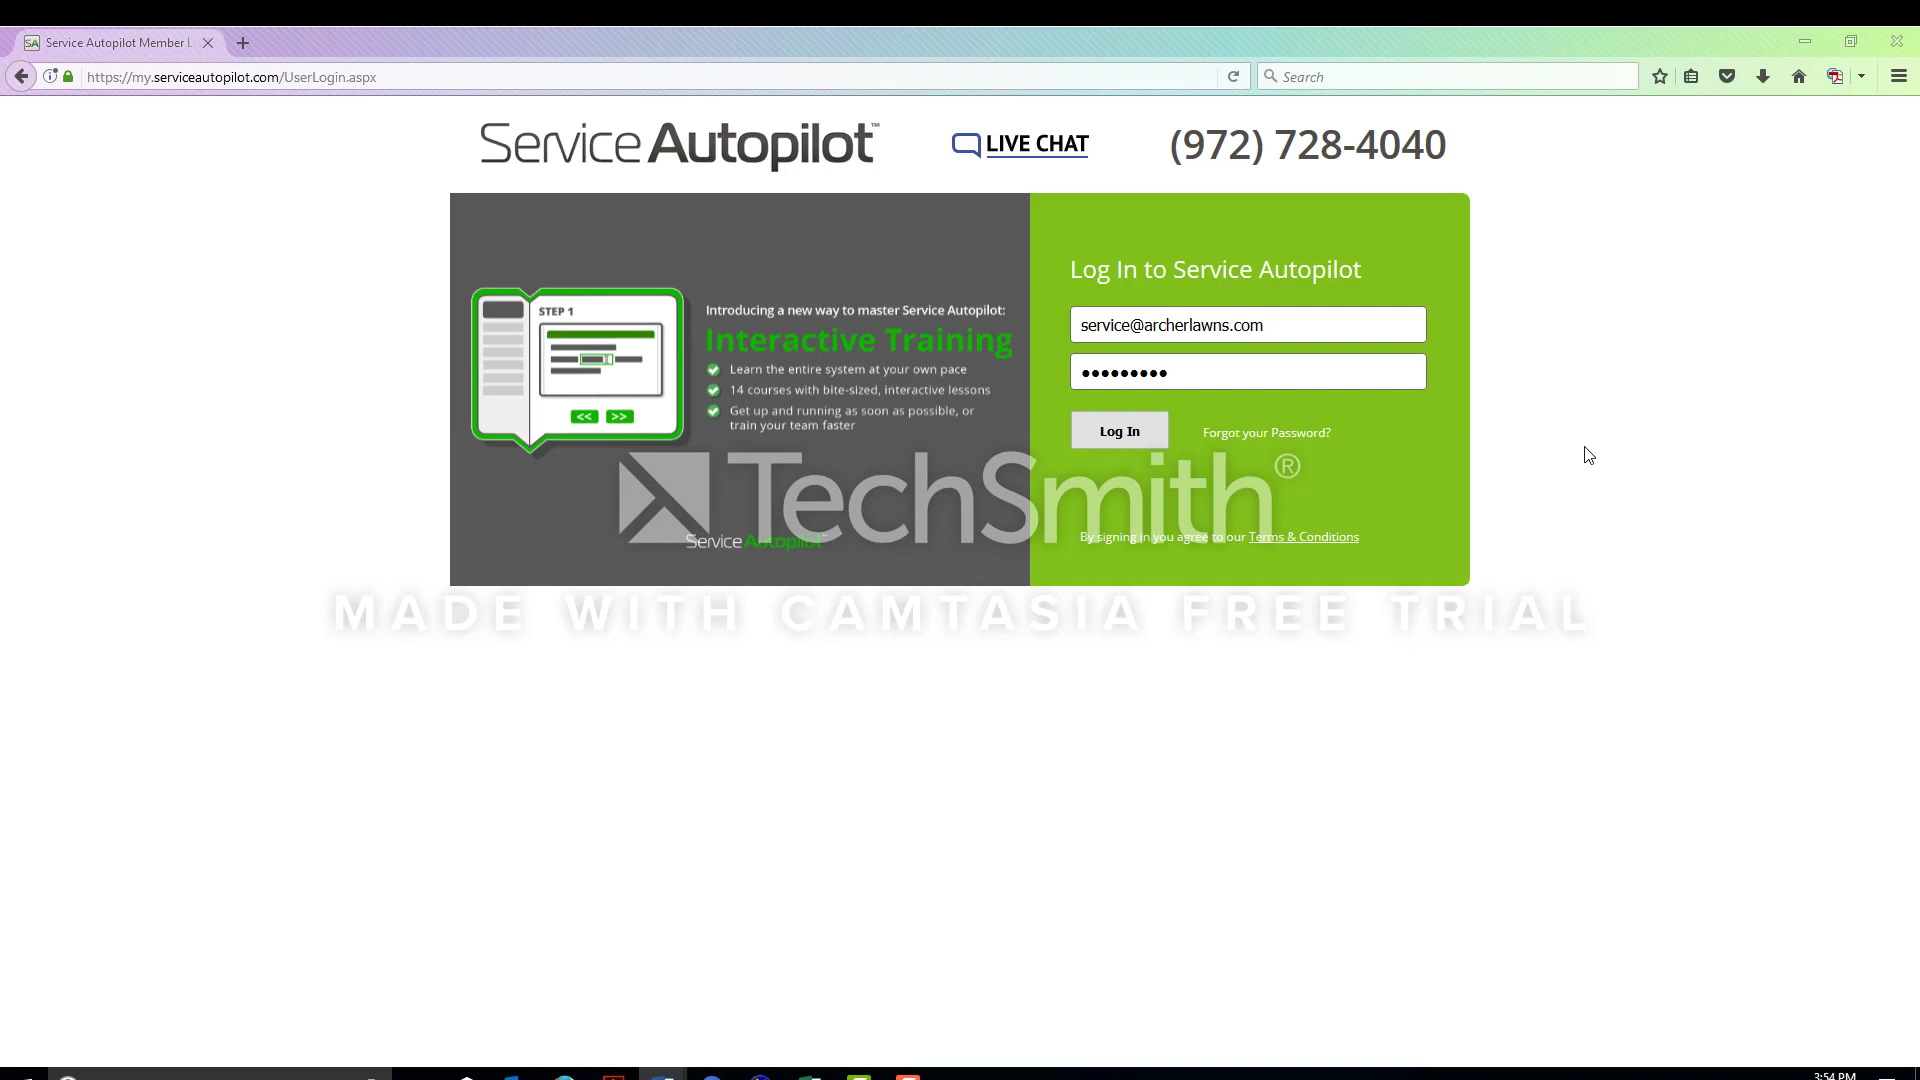 Service Autopilot Member L
https://my.serviceautopilot.com/UserLogin.aspx
Search
Service Autopilot™
LIVE CHAT
(972) 728-4040
STEP 1
<< >>
Introducing a new way to master Service Autopilot:
Interactive Training
Learn the entire system at your own pace
14 courses with bite-sized, interactive lessons
Get up and running as soon as possible, or
train your team faster
Service Autopilot™
Log In to Service Autopilot
service@archerlawns.com
●●●●●●●●●
Log In
Forgot your Password?
By signing in you agree to our Terms & Conditions
TechSmith®
MADE WITH CAMTASIA FREE TRIAL
3:54 PM